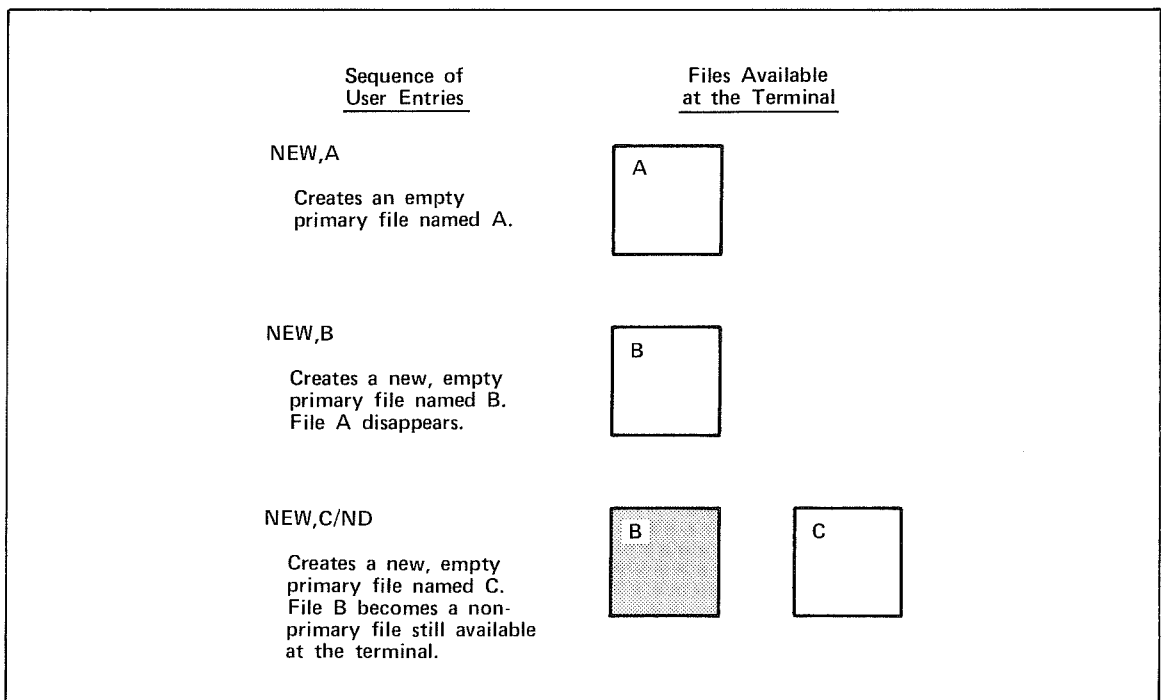 Sequence of
User Entries
Files Available
at the Terminal
NEW,A
Creates an empty
primary file named A.
A
NEW,B
Creates a new, empty
primary file named B.
File A disappears.
B
NEW,C/ND
Creates a new, empty
primary file named C.
File B becomes a non-
primary file still available
at the terminal.
B
C